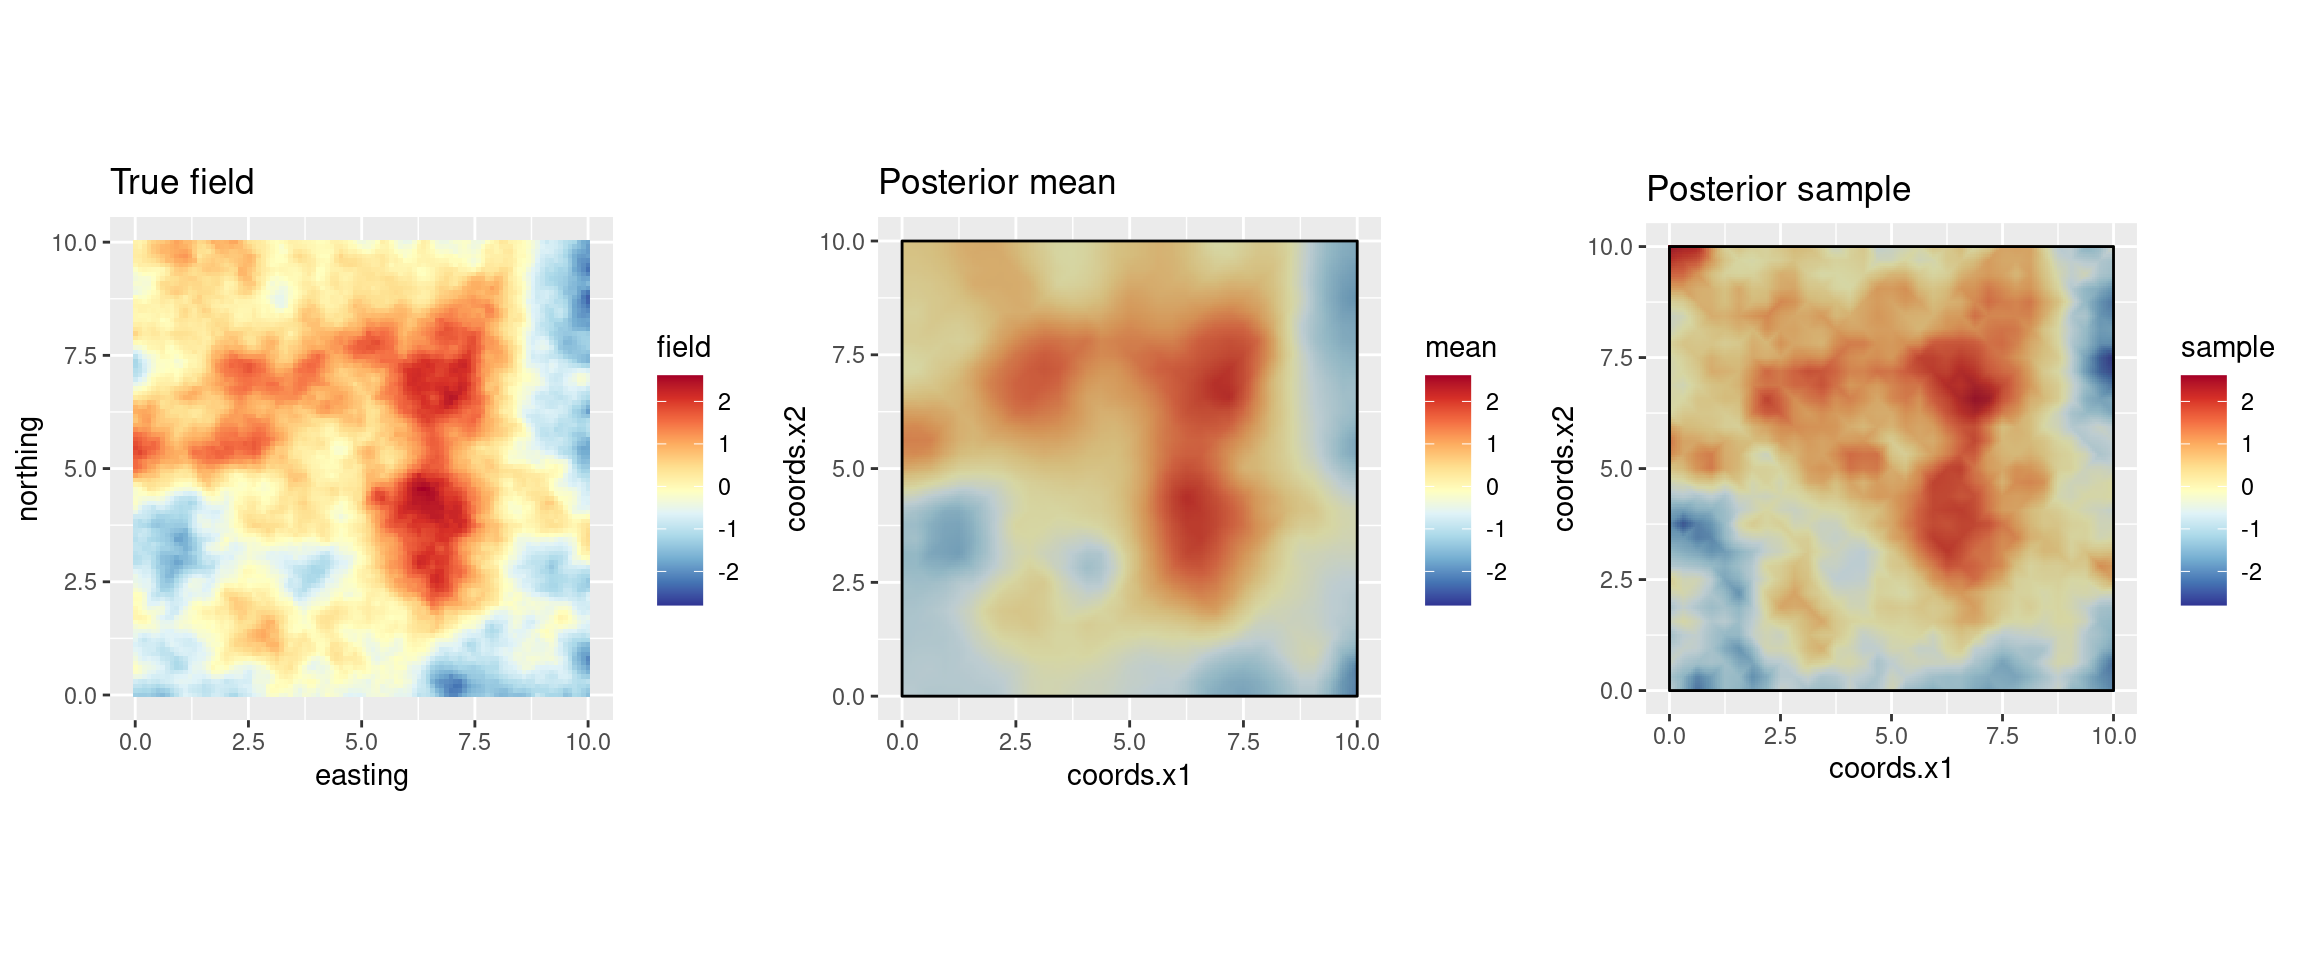 True field
10.0
7.5
5.0
2.5
0.0
0.0 2.5 5.0 7.5 10.0
easting
northing
field
2
1
0
-1
-2
Posterior mean
10.0
7.5
5.0
2.5
0.0
0.0 2.5 5.0 7.5 10.0
coords.x1
coords.x2
mean
2
1
0
-1
-2
Posterior sample
10.0
7.5
5.0
2.5
0.0
0.0 2.5 5.0 7.5 10.0
coords.x1
coords.x2
sample
2
1
0
-1
-2